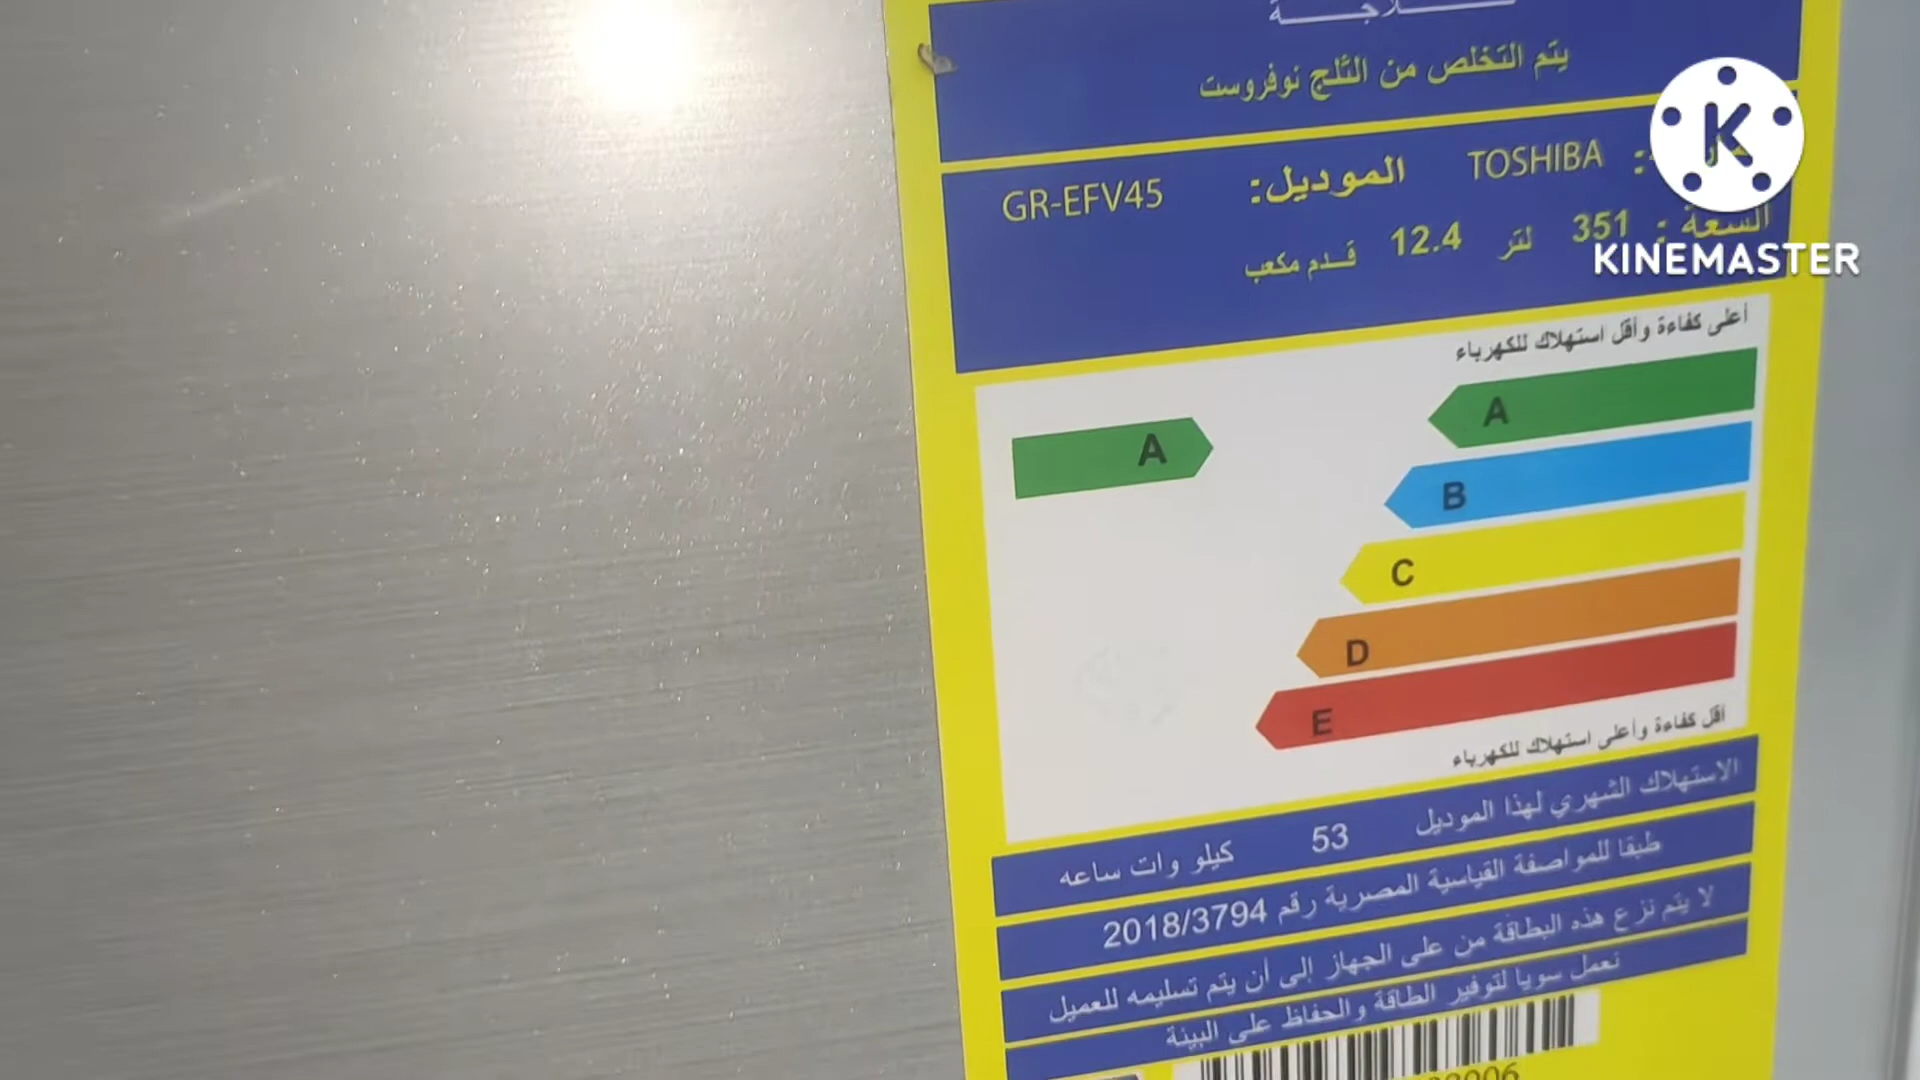 يتم التخلص من الثلج نوفروست
TOSHIBA الموديل: GR-EFV45
السعة : 351 لتر 12.4 قدم مكعب
K
KINEMASTER
أعلى كفاءة وأقل استهلاك للكهرباء
A
A
B
C
D
E
أقل كفاءة وأعلى استهلاك للكهرباء
الاستهلاك الشهري لهذا الموديل 53 كيلو وات ساعه
طبقا للمواصفة القياسية المصرية رقم 2018/3794
لا يتم نزع هذه البطاقة من على الجهاز إلى أن يتم تسليمه للعميل
نعمل سويا لتوفير الطاقة والحفاظ على البيئة